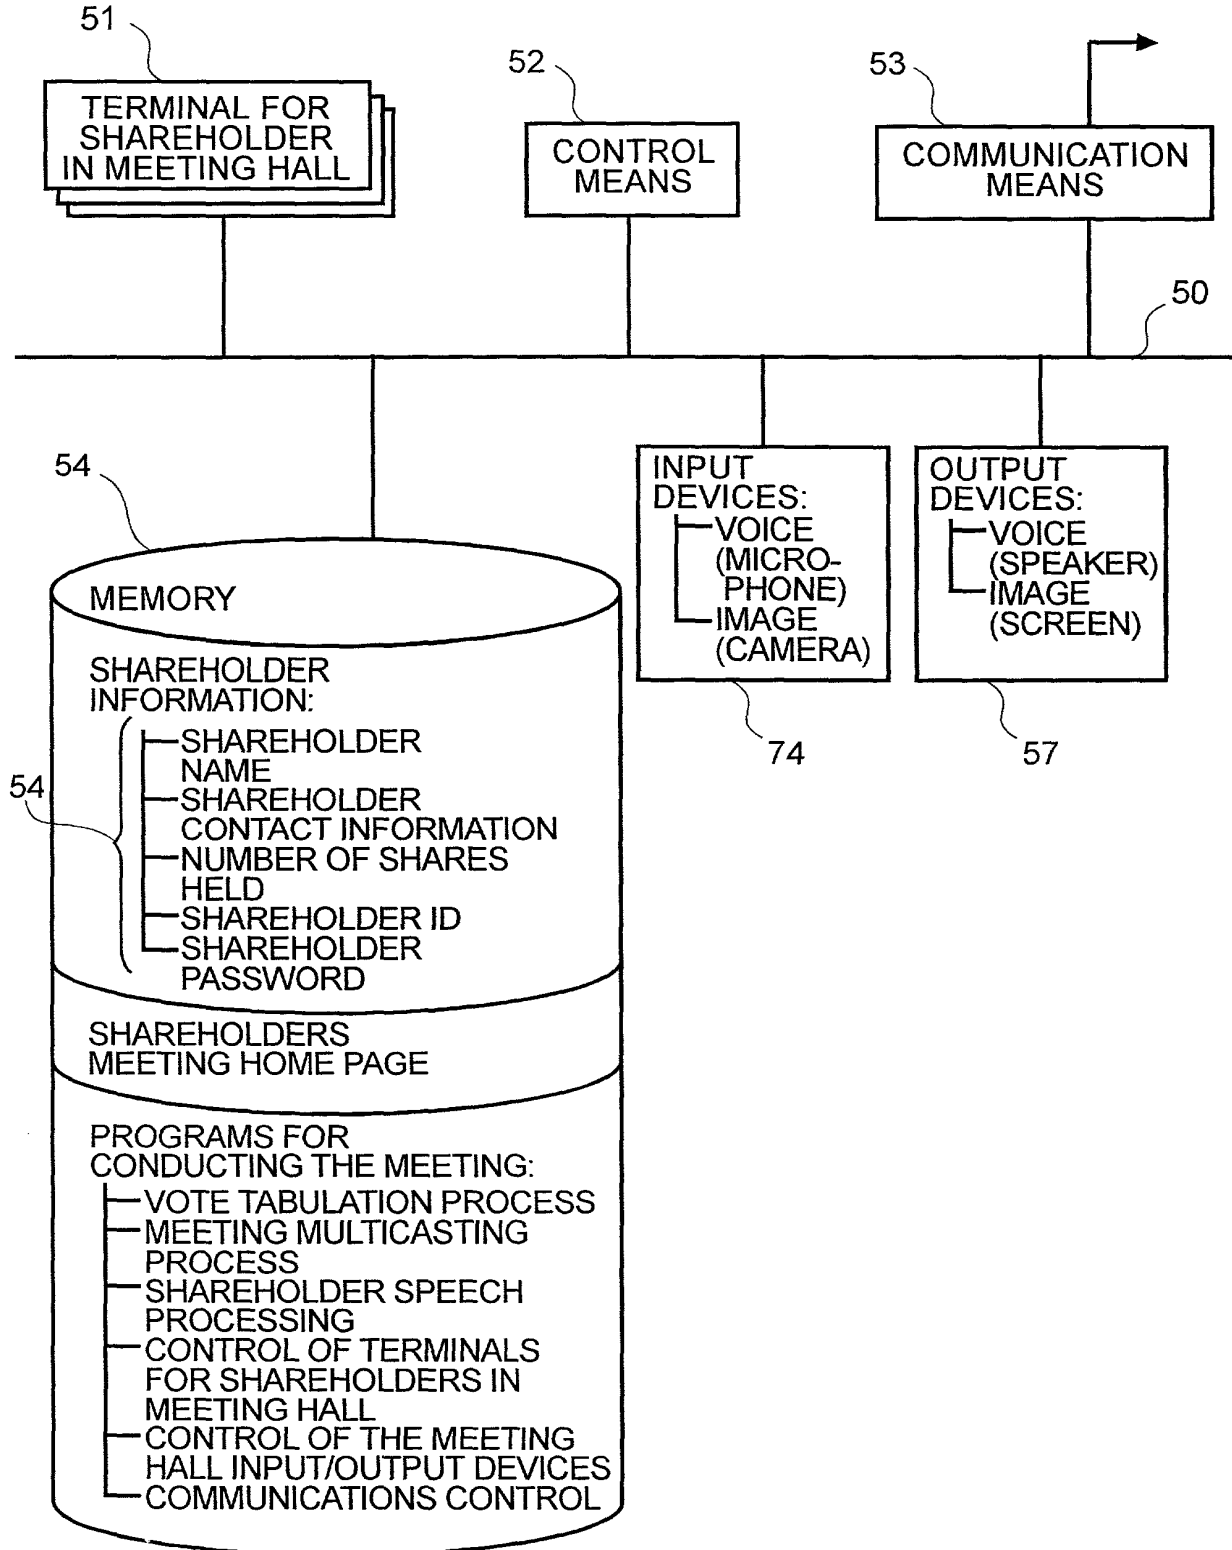 51
TERMINAL FOR
SHAREHOLDER
IN MEETING HALL
52
CONTROL
MEANS
53
COMMUNICATION
MEANS
50
54
MEMORY
SHAREHOLDER
INFORMATION:
54
SHAREHOLDER
NAME
SHAREHOLDER
CONTACT INFORMATION
NUMBER OF SHARES
HELD
SHAREHOLDER ID
SHAREHOLDER
PASSWORD
SHAREHOLDERS
MEETING HOME PAGE
PROGRAMS FOR
CONDUCTING THE MEETING:
VOTE TABULATION PROCESS
MEETING MULTICASTING
PROCESS
SHAREHOLDER SPEECH
PROCESSING
CONTROL OF TERMINALS
FOR SHAREHOLDERS IN
MEETING HALL
CONTROL OF THE MEETING
HALL INPUT/OUTPUT DEVICES
COMMUNICATIONS CONTROL
INPUT
DEVICES:
VOICE
(MICRO-
PHONE)
IMAGE
(CAMERA)
74
OUTPUT
DEVICES:
VOICE
(SPEAKER)
IMAGE
(SCREEN)
57